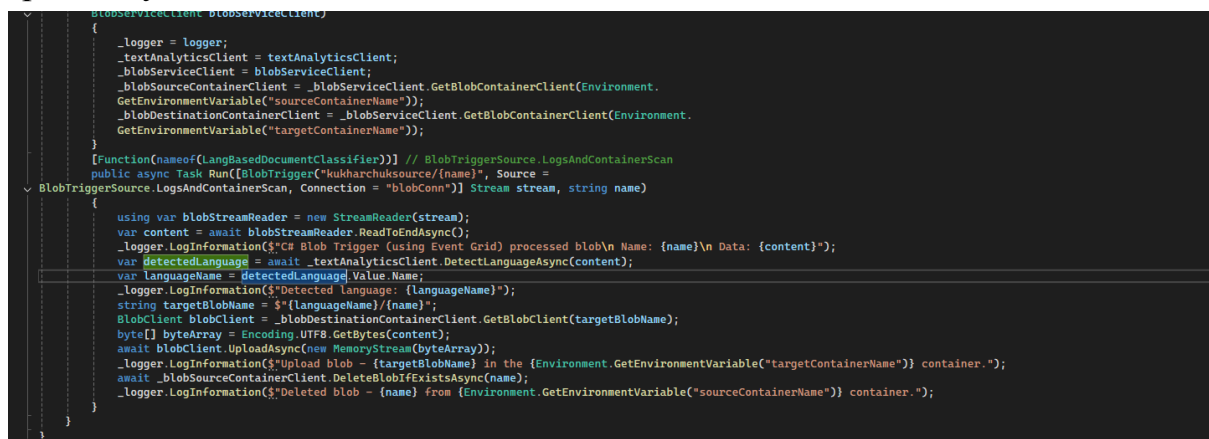 BlobServiceClient blobServiceClient)
{
_logger = logger;
_textAnalyticsClient = textAnalyticsClient;
_blobServiceClient = blobServiceClient;
_blobSourceContainerClient = _blobServiceClient.GetBlobContainerClient(Environment.
GetEnvironmentVariable("sourceContainerName"));
_blobDestinationContainerClient = _blobServiceClient.GetBlobContainerClient(Environment.
GetEnvironmentVariable("targetContainerName"));
}
[Function(nameof(LangBasedDocumentClassifier))] // BlobTriggerSource.LogsAndContainerScan
public async Task Run([BlobTrigger("kukharchuksource/{name}", Source =
BlobTriggerSource.LogsAndContainerScan, Connection = "blobConn")] Stream stream, string name)
{
using var blobStreamReader = new StreamReader(stream);
var content = await blobStreamReader.ReadToEndAsync();
_logger.LogInformation($"C# Blob Trigger (using Event Grid) processed blob\n Name: {name}\n Data: {content}");
var detectedLanguage = await _textAnalyticsClient.DetectLanguageAsync(content);
var languageName = detectedLanguage.Value.Name;
_logger.LogInformation($"Detected language: {languageName}");
string targetBlobName = $"{languageName}/{name}";
BlobClient blobClient = _blobDestinationContainerClient.GetBlobClient(targetBlobName);
byte[] byteArray = Encoding.UTF8.GetBytes(content);
await blobClient.UploadAsync(new MemoryStream(byteArray));
_logger.LogInformation($"Upload blob - {targetBlobName} in the {Environment.GetEnvironmentVariable("targetContainerName")} container.");
await _blobSourceContainerClient.DeleteBlobIfExistsAsync(name);
_logger.LogInformation($"Deleted blob - {name} from {Environment.GetEnvironmentVariable("sourceContainerName")} container.");
}
}
}